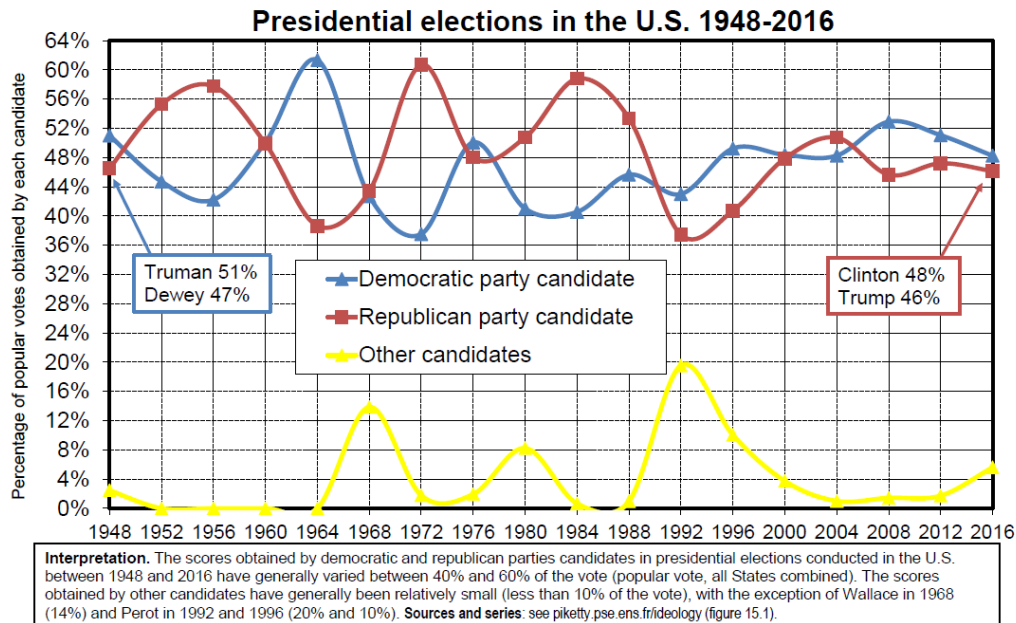 Presidential elections in the U.S. 1948-2016
Percentage of popular votes obtained by each candidate
64%
60%
56%
52%
48%
44%
40%
36%
32%
28%
24%
20%
16%
12%
8%
4%
0%
Truman 51%
Dewey 47%
Democratic party candidate
Republican party candidate
Other candidates
Clinton 48%
Trump 46%
1948 1952 1956 1960 1964 1968 1972 1976 1980 1984 1988 1992 1996 2000 2004 2008 2012 2016
Interpretation. The scores obtained by democratic and republican parties candidates in presidential elections conducted in the U.S.
between 1948 and 2016 have generally varied between 40% and 60% of the vote (popular vote, all States combined). The scores
obtained by other candidates have generally been relatively small (less than 10% of the vote), with the exception of Wallace in 1968
(14%) and Perot in 1992 and 1996 (20% and 10%). Sources and series: see piketty.pse.ens.fr/ideology (figure 15.1).